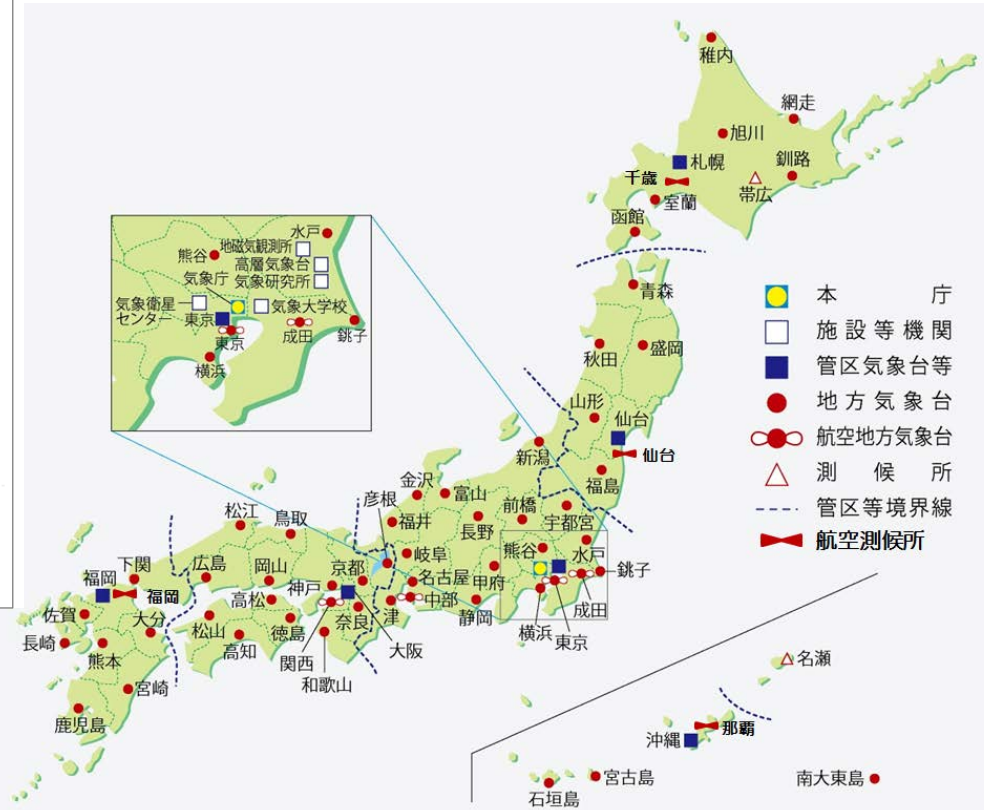 稚内
網走
旭川
札幌
釧路
千歳
帯広
室蘭
函館
青森
秋田
盛岡
山形
仙台
仙台
新潟
福島
水戸
地磁気観測所
熊谷
高層気象台
気象庁
気象研究所
気象衛星
センター
東京
気象大学校
東京
成田
銚子
横浜
本庁
施設等機関
管区気象台等
地方気象台
航空地方気象台
測候所
管区等境界線
航空測候所
金沢
富山
彦根
前橋
福井
長野
宇都宮
松江
鳥取
岐阜
熊谷
水戸
下関
広島
岡山
京都
名古屋
甲府
銚子
福岡
福岡
神戸
中部
高松
静岡
成田
佐賀
大分
松山
徳島
奈良
津
横浜
東京
長崎
高知
関西
大阪
熊本
和歌山
宮崎
鹿児島
名瀬
那覇
沖縄
宮古島
南大東島
石垣島